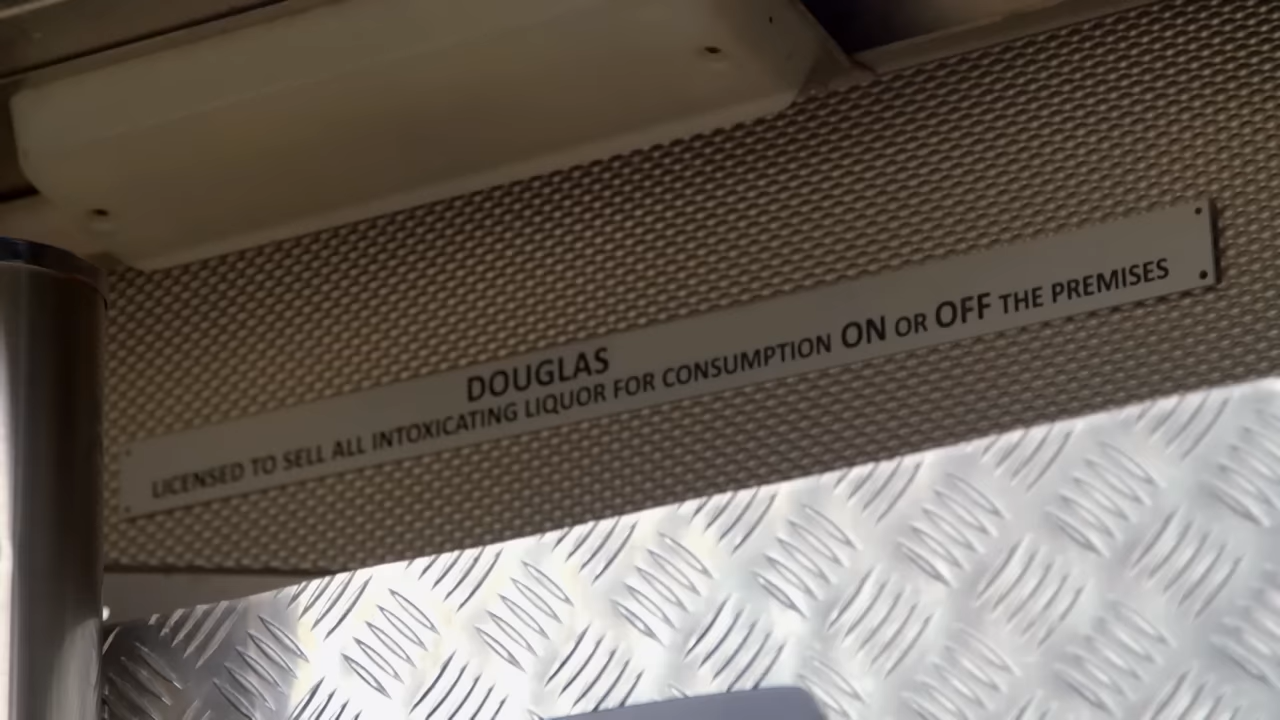 DOUGLAS
LICENSED TO SELL ALL INTOXICATING LIQUOR FOR CONSUMPTION ON OR OFF THE PREMISES